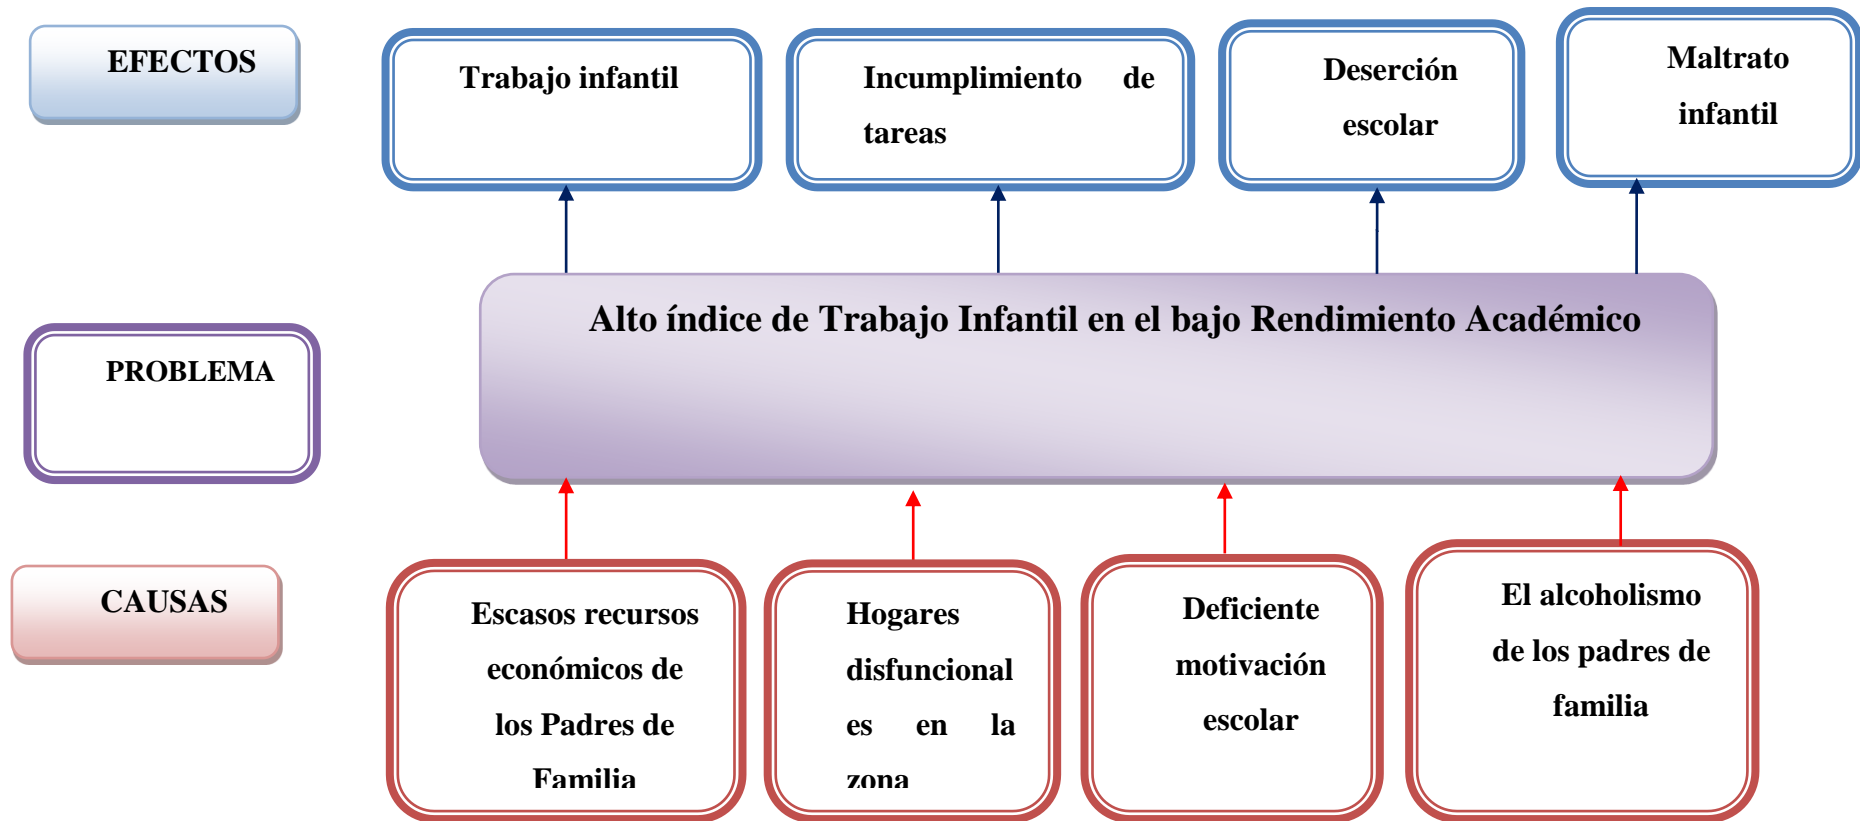 EFECTOS
Trabajo infantil
Incumplimiento de
tareas
Deserción
escolar
Maltrato
infantil
PROBLEMA
Alto índice de Trabajo Infantil en el bajo Rendimiento Académico
CAUSAS
Escasos recursos
económicos de
los Padres de
Familia
Hogares
disfuncional
es en la
zona
Deficiente
motivación
escolar
El alcoholismo
de los padres de
familia